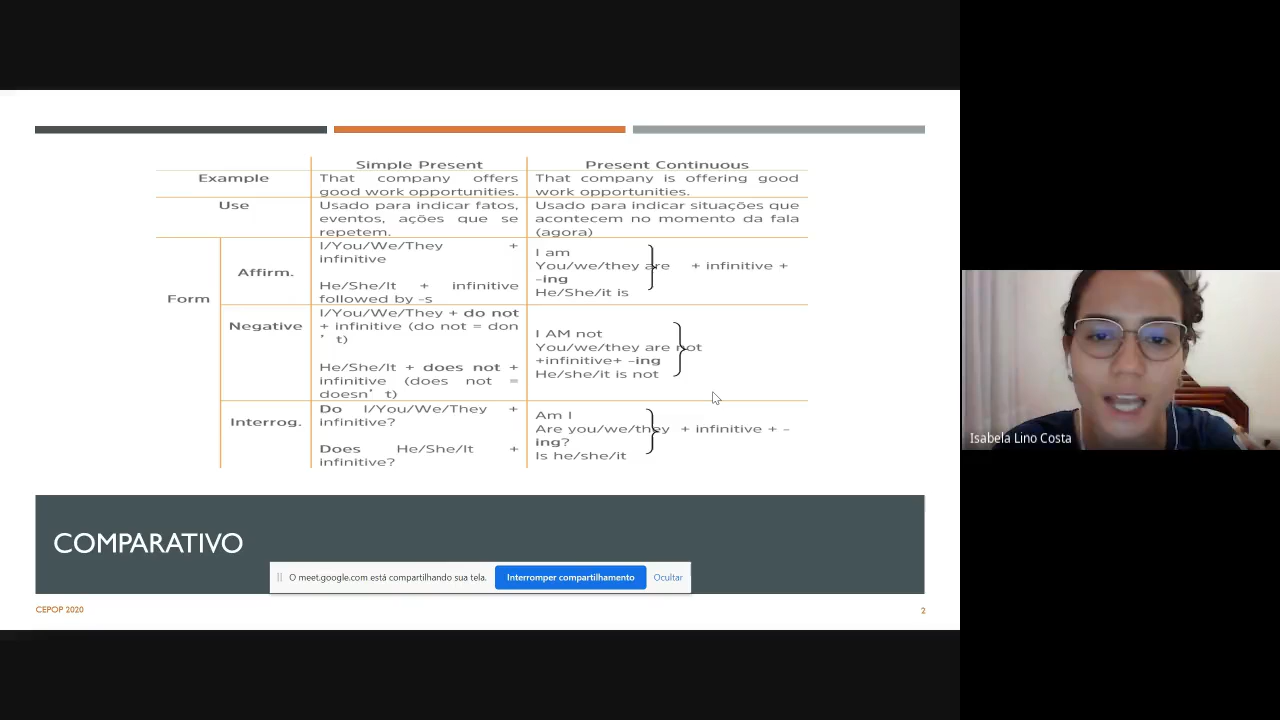 Simple Present
Present Continuous
Example
That company offers
good work opportunities.
That company is offering good
work opportunities.
Use
Usado para indicar fatos,
eventos, ações que se
repetem.
Usado para indicar situações que
acontecem no momento da fala
(agora)
Form
Affirm.
I/You/We/They +
infinitive
He/She/It + infinitive
followed by –s
I am
You/we/they are + infinitive +
–ing
He/She/it is
Negative
I/You/We/They + do not
+ infinitive (do not = don
’ t)
He/She/It + does not +
infinitive (does not =
doesn’ t)
I AM not
You/we/they are not
+infinitive+ –ing
He/she/it is not
Interrog.
Do I/You/We/They +
infinitive?
Does He/She/It +
infinitive?
Am I
Are you/we/they + infinitive + –
ing?
Is he/she/it
COMPARATIVO
O meet.google.com está compartilhando sua tela.
Interromper compartilhamento
Ocultar
CEPOP 2020
2
Isabela Lino Costa